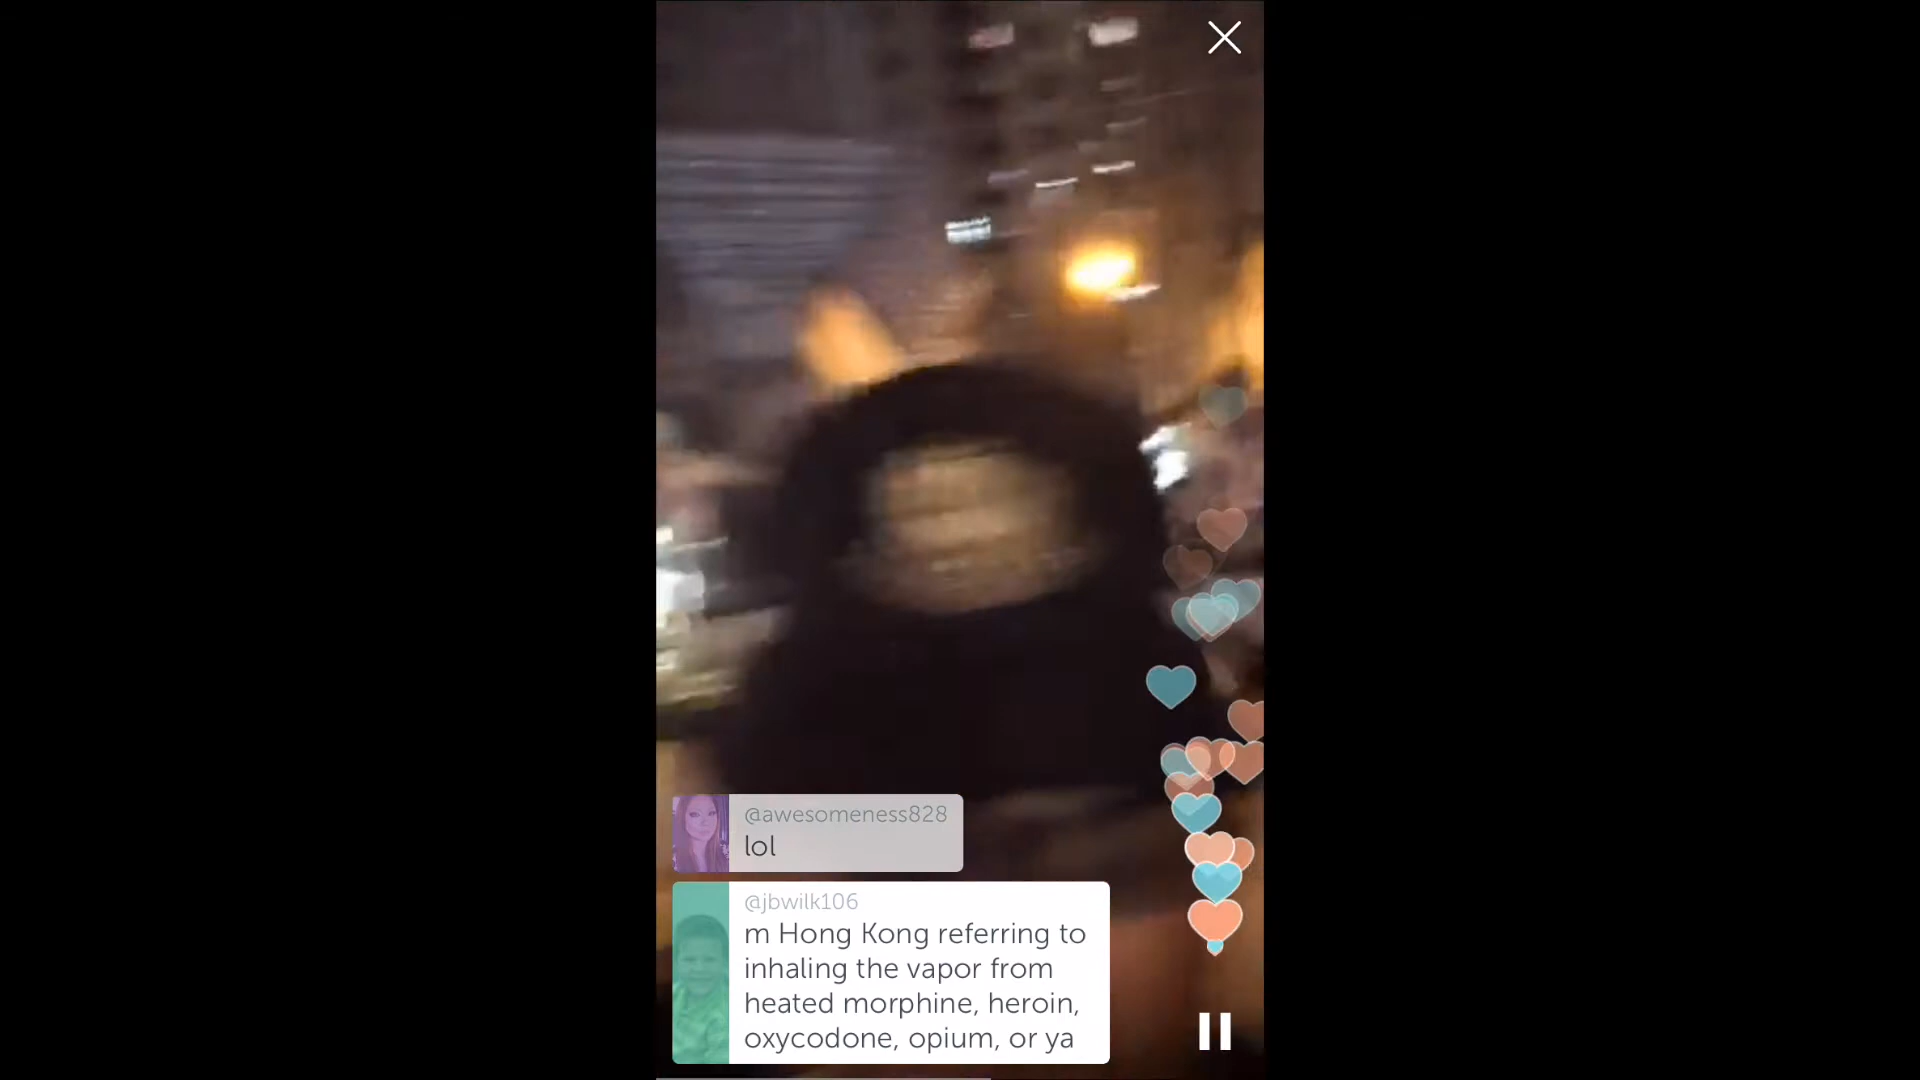 @awesomeness828
lol
@jbwilk106
m Hong Kong referring to
inhaling the vapor from
heated morphine, heroin,
oxycodone, opium, or ya